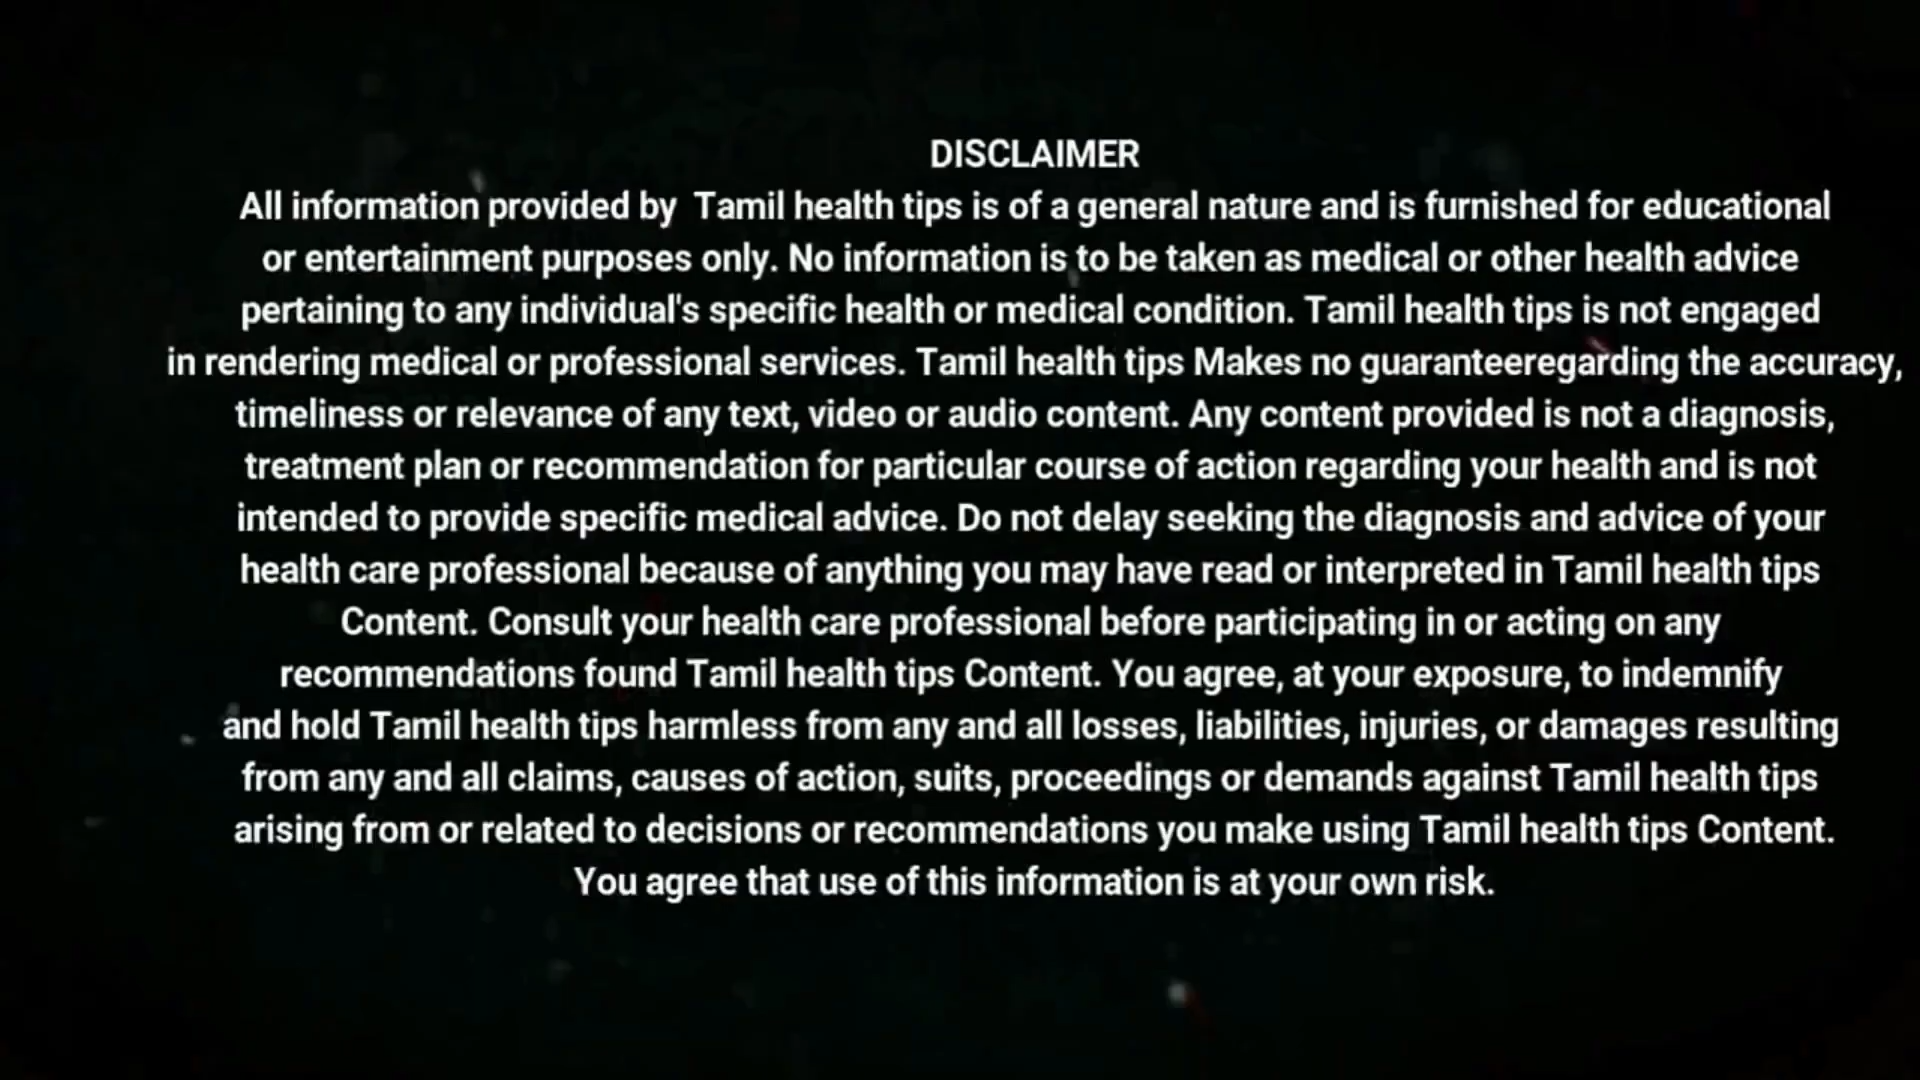 DISCLAIMER
All information provided by  Tamil health tips is of a general nature and is furnished for educational
or entertainment purposes only. No information is to be taken as medical or other health advice
pertaining to any individual's specific health or medical condition. Tamil health tips is not engaged
in rendering medical or professional services. Tamil health tips Makes no guaranteeregarding the accuracy,
timeliness or relevance of any text, video or audio content. Any content provided is not a diagnosis,
treatment plan or recommendation for particular course of action regarding your health and is not
intended to provide specific medical advice. Do not delay seeking the diagnosis and advice of your
health care professional because of anything you may have read or interpreted in Tamil health tips
Content. Consult your health care professional before participating in or acting on any
recommendations found Tamil health tips Content. You agree, at your exposure, to indemnify
and hold Tamil health tips harmless from any and all losses, liabilities, injuries, or damages resulting
from any and all claims, causes of action, suits, proceedings or demands against Tamil health tips
arising from or related to decisions or recommendations you make using Tamil health tips Content.
You agree that use of this information is at your own risk.